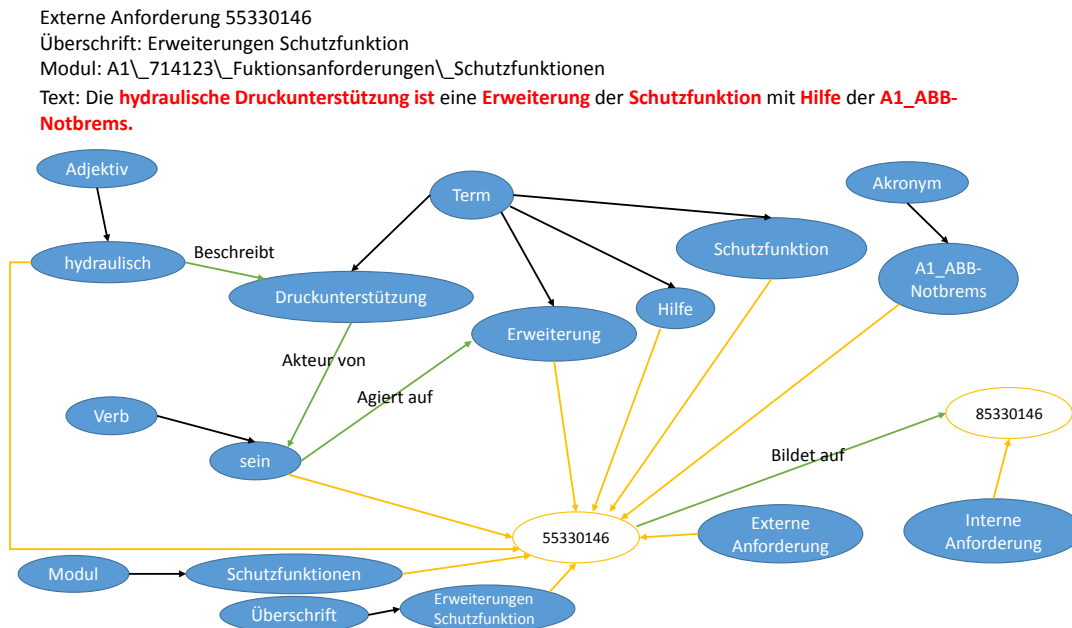 Externe Anforderung 55330146
Überschrift: Erweiterungen Schutzfunktion
Modul: A1\_714123\_Fuktionsanforderungen\_Schutzfunktionen
Text: Die hydraulische Druckunterstützung ist eine Erweiterung der Schutzfunktion mit Hilfe der A1_ABB-
Notbrems.
Adjektiv
Term
Akronym
hydraulisch
Beschreibt
Schutzfunktion
A1_ABB-
Notbrems
Druckunterstützung
Hilfe
Erweiterung
Akteur von
Agiert auf
Verb
85330146
sein
Bildet auf
55330146
Externe
Anforderung
Interne
Anforderung
Modul
Schutzfunktionen
Überschrift
Erweiterungen
Schutzfunktion